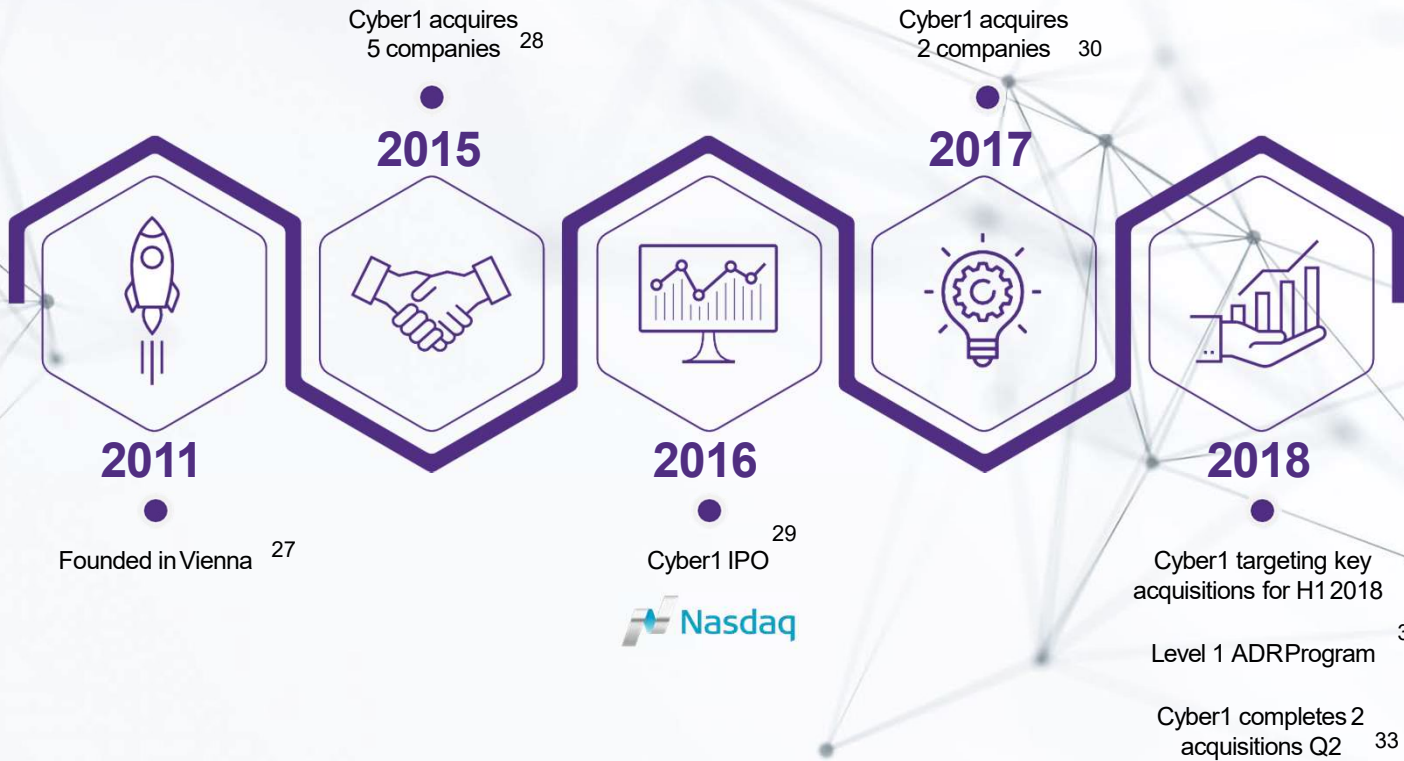 Cyber1 acquires
5 companies 28
2015
Cyber1 acquires
2 companies 30
2017
2011
Founded in Vienna 27
2016
29
Cyber1 IPO
Nasdaq
2018
Cyber1 targeting key
acquisitions for H1 2018
Level 1 ADRProgram
Cyber1 completes 2
acquisitions Q2 33